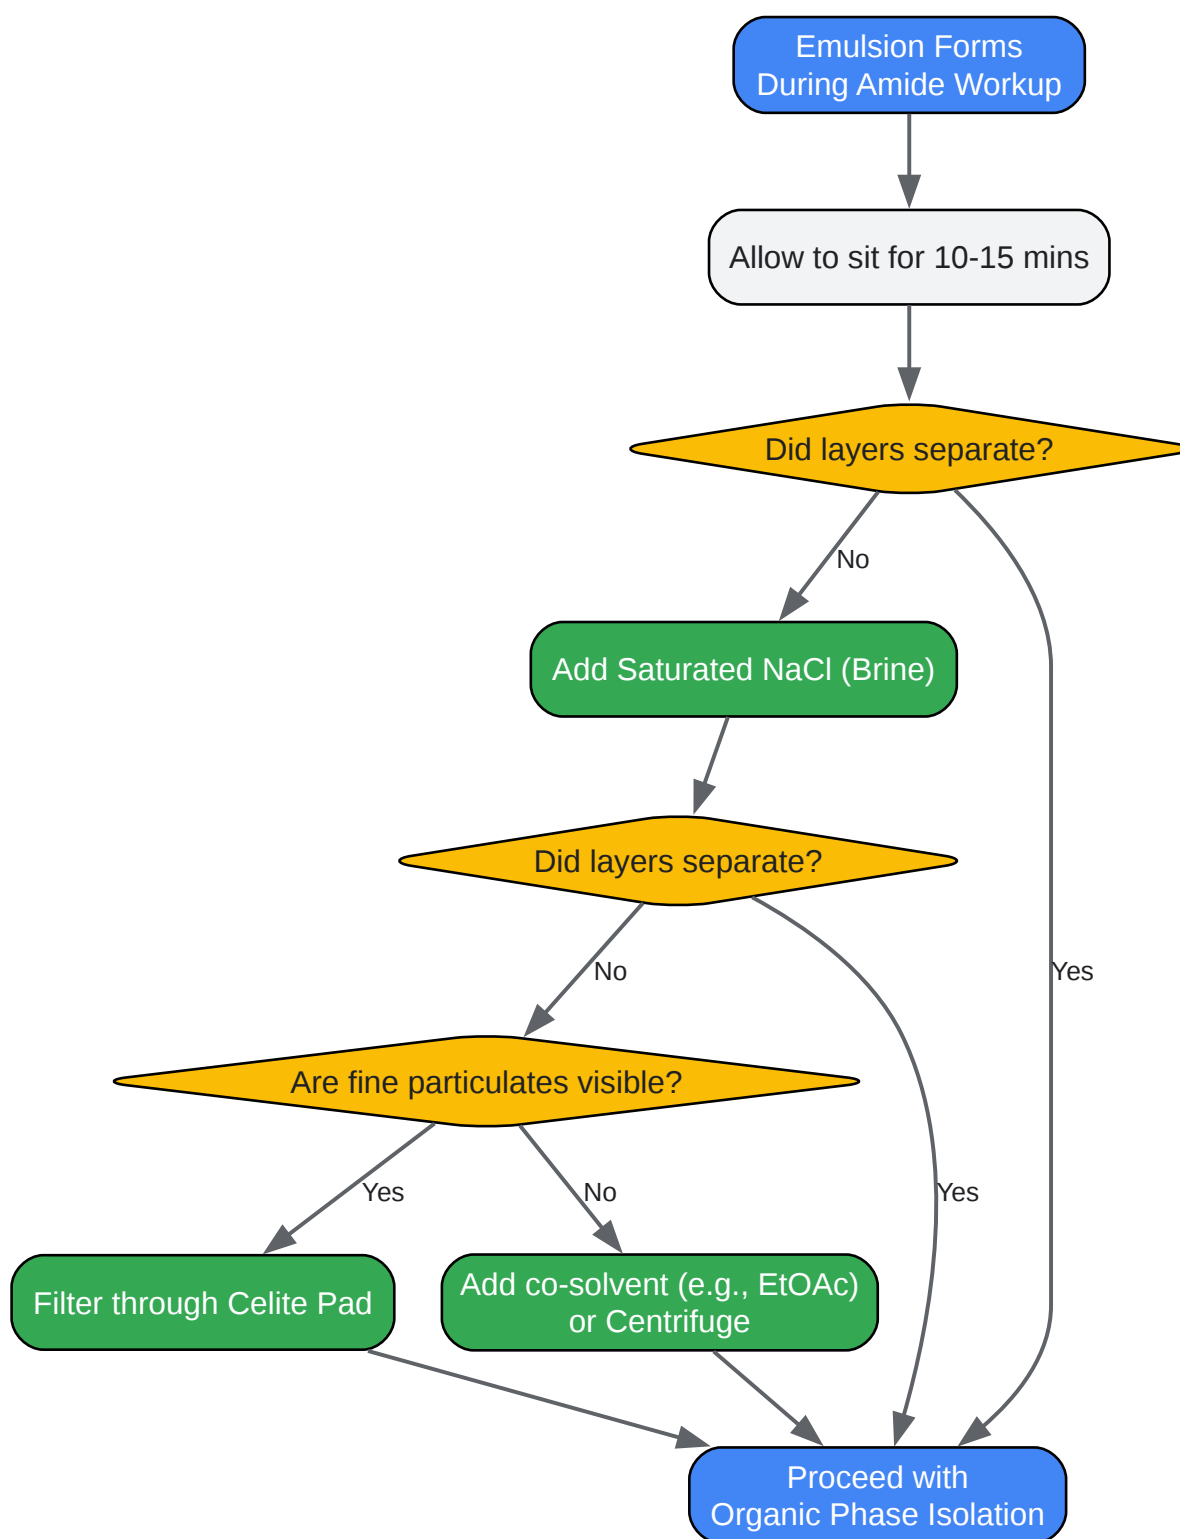 Emulsion Forms
During Amide Workup
Allow to sit for 10-15 mins
Did layers separate?
No
Add Saturated NaCl (Brine)
Did layers separate?
No
Yes
Are fine particulates visible?
Yes
No
Yes
Filter through Celite Pad
Add co-solvent (e.g., EtOAc)
or Centrifuge
Proceed with
Organic Phase Isolation